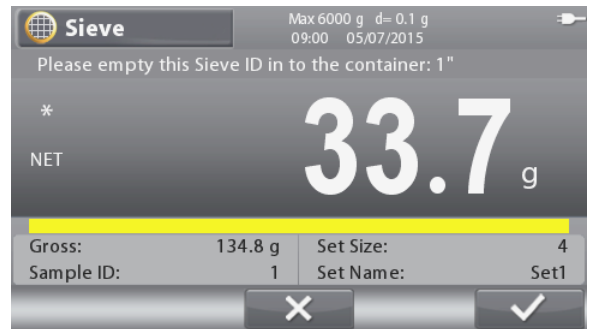 Sieve
Max 6000 g d= 0.1 g
09:00 05/07/2015
Please empty this Sieve ID in to the container: 1"
*
NET
33.7 g
Gross: 134.8 g Set Size: 4
Sample ID: 1 Set Name: Set1